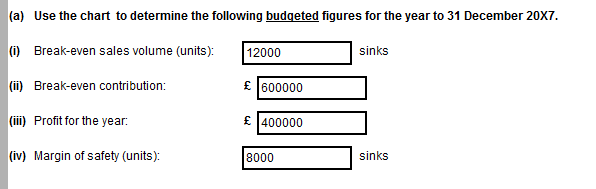 (a) Use the chart to determine the following budgeted figures for the year to 31 December 20X7.
(i) Break-even sales volume (units): 12000 sinks
(ii) Break-even contribution: £ 600000
(iii) Profit for the year: £ 400000
(iv) Margin of safety (units): 8000 sinks